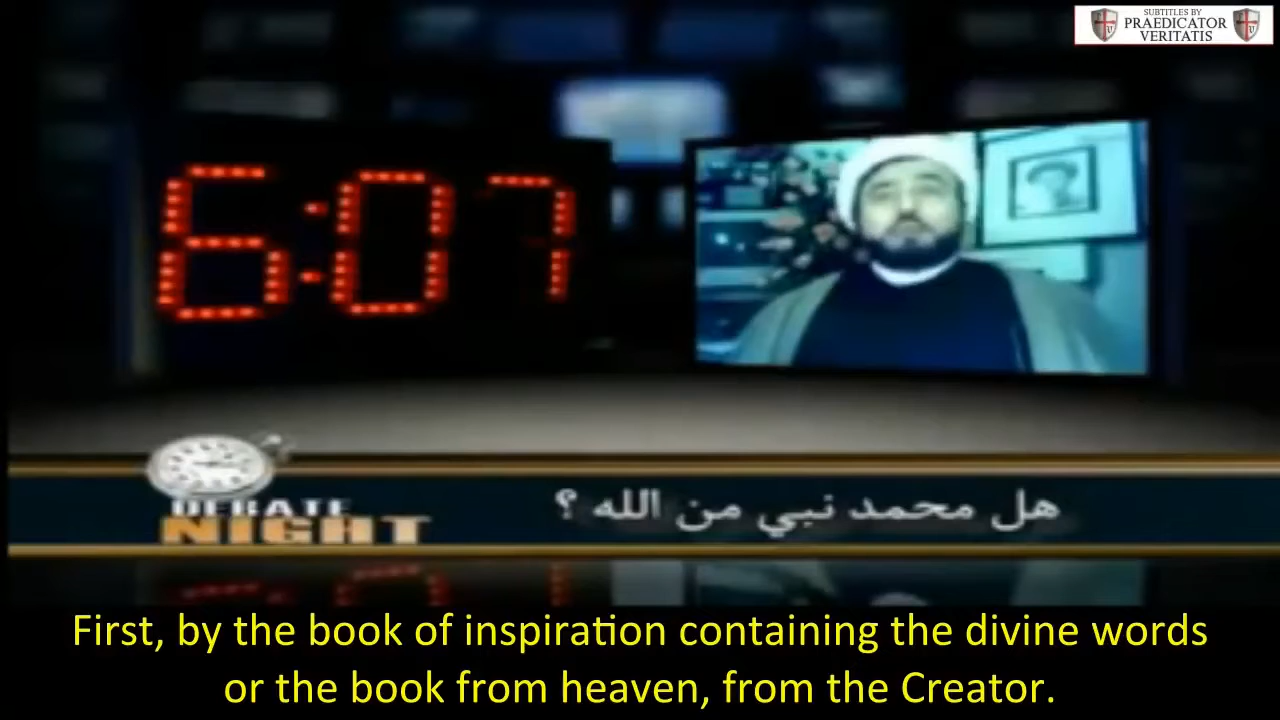 SUBTITLES BY
PRAEDICATOR
VERITATIS
6:07
DEBATE
NIGHT
هل محمد نبي من الله ؟
First, by the book of inspiration containing the divine words
or the book from heaven, from the Creator.